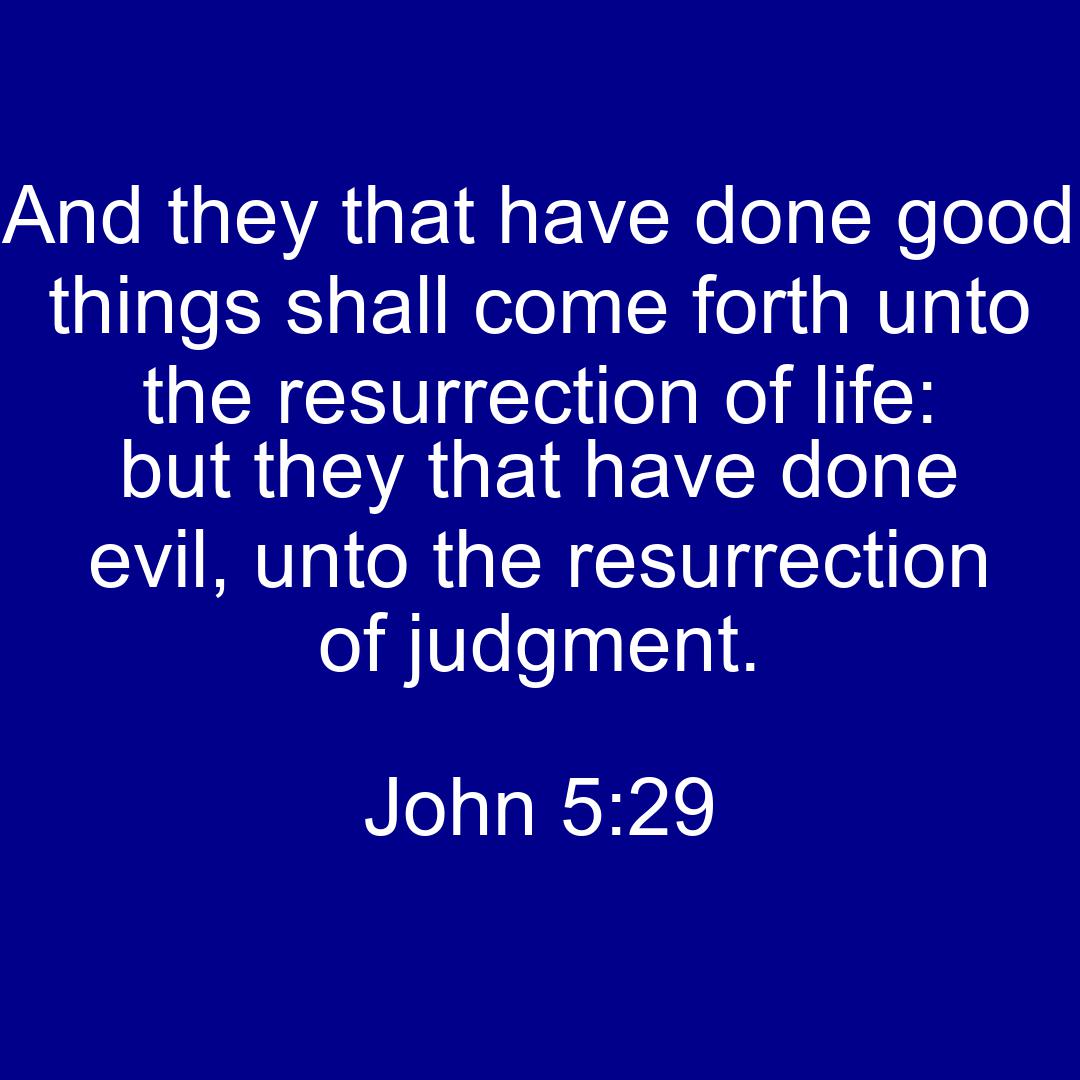 And they that have done good
things shall come forth unto
the resurrection of life:
but they that have done
evil, unto the resurrection
of judgment.
John 5:29